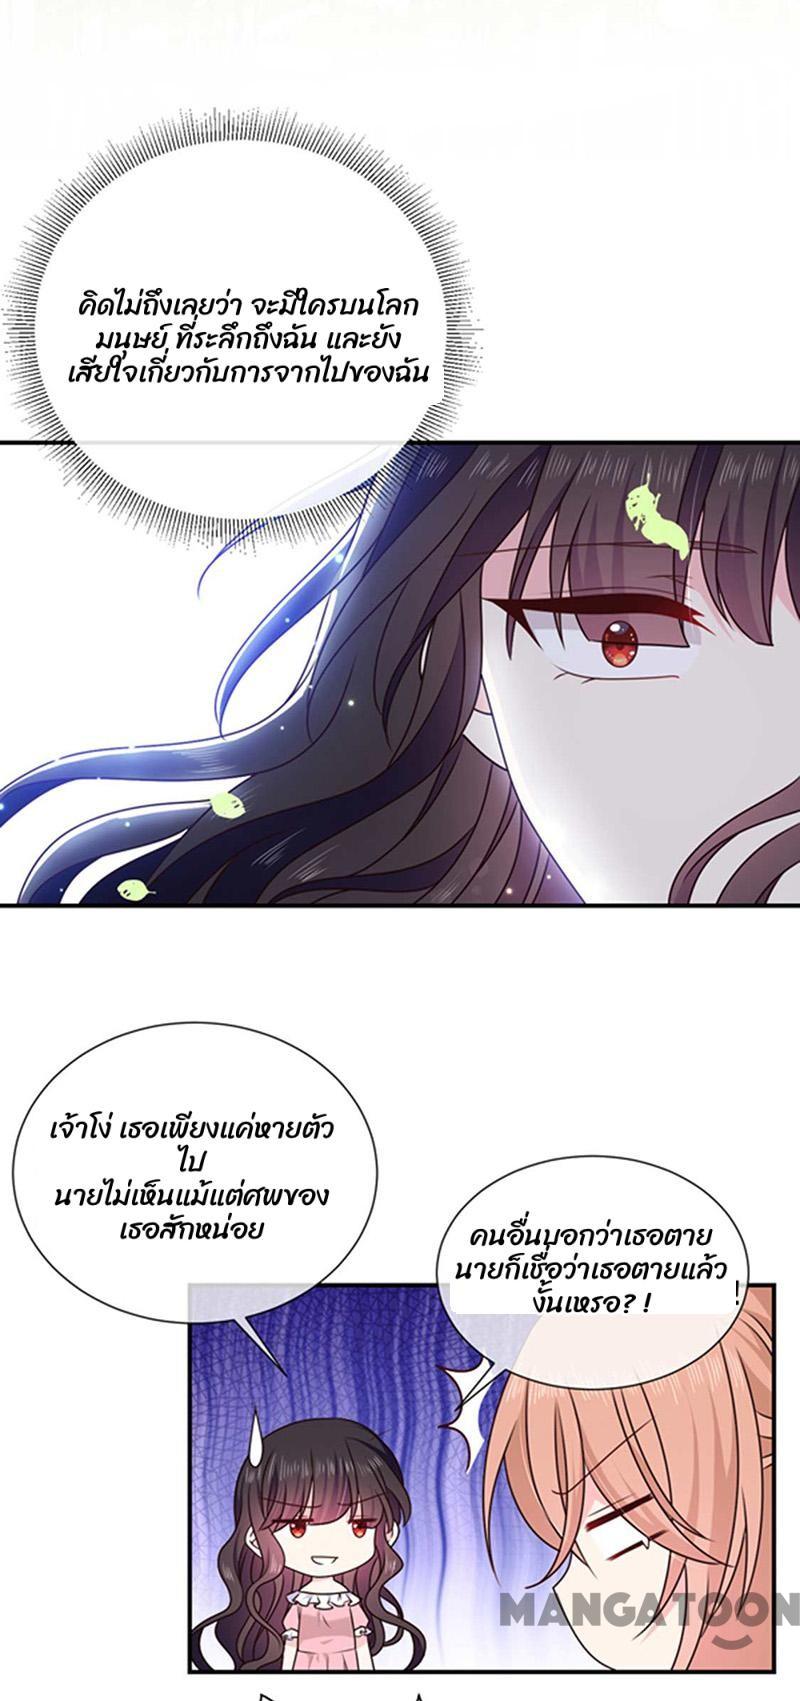 คิดไม่ถึงเลยว่า จะมีใครบนโลก
มนุษย์ ที่ระลึกถึงฉัน และยัง
เสียใจเกี่ยวกับการจากไปของฉัน
เจ้าโง่ เธอเพียงแค่หายตัว
ไป
นายไม่เห็นแม้แต่ศพของ
เธอสักหน่อย
คนอื่นบอกว่าเธอตาย
นายก็เชื่อว่าเธอตายแล้ว
งั้นเหรอ?!
!
MANGATOON